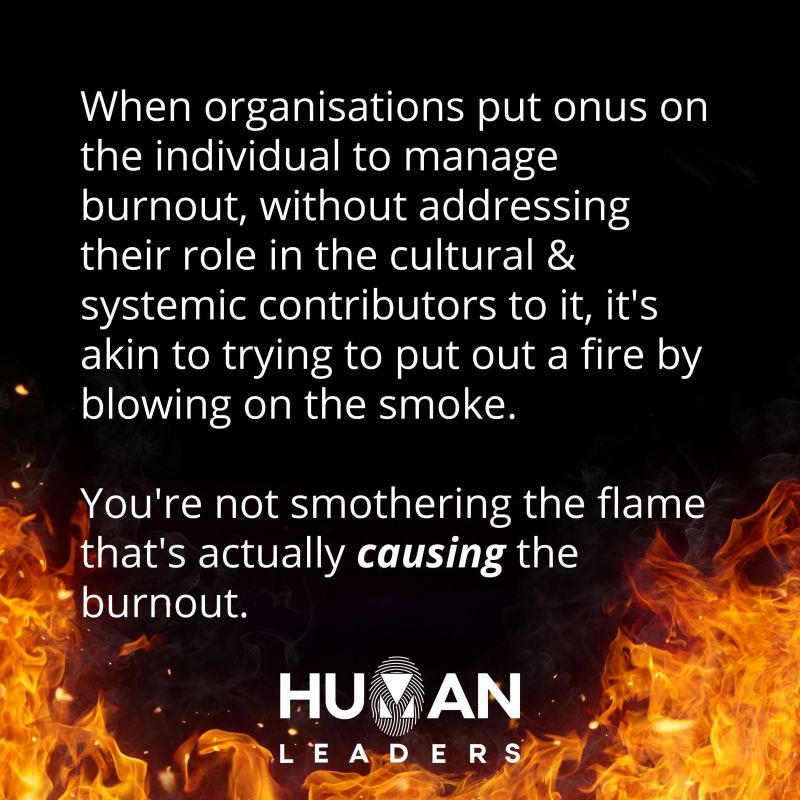 When organisations put onus on
the individual to manage
burnout, without addressing
their role in the cultural &
systemic contributors to it, it's
akin to trying to put out a fire by
blowing on the smoke.
You're not smothering the flame
that's actually causing the
burnout.
HUMAN
LEADERS